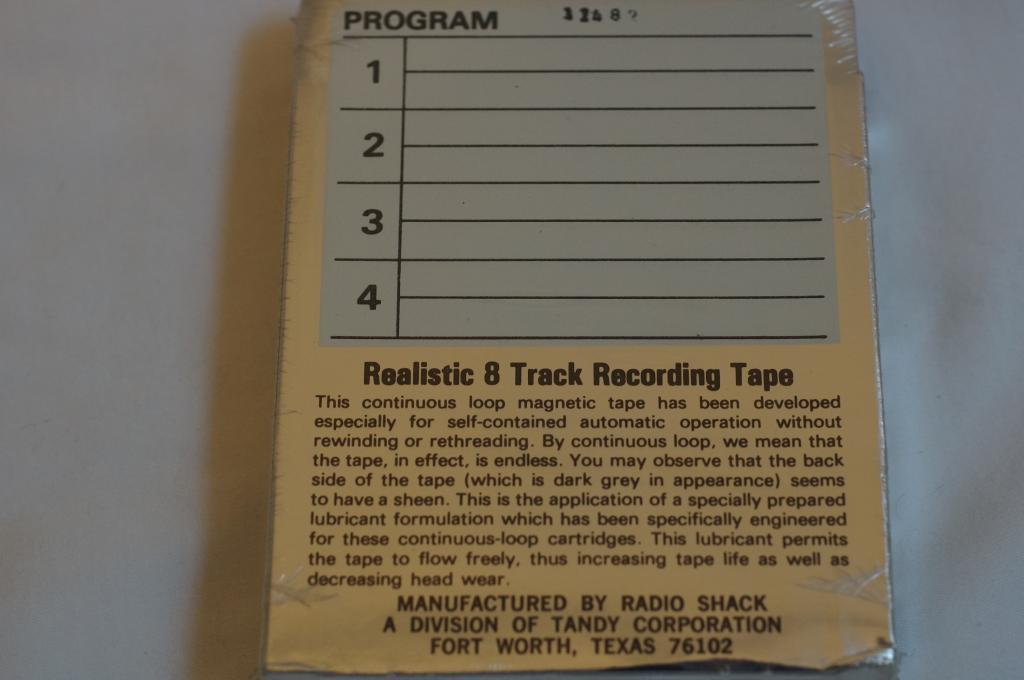 PROGRAM
1
2
3
4
Realistic 8 Track Recording Tape
This continuous loop magnetic tape has been developed
especially for self-contained automatic operation without
rewinding or rethreading. By continuous loop, we mean that
the tape, in effect, is endless. You may observe that the back
side of the tape (which is dark grey in appearance) seems
to have a sheen. This is the application of a specially prepared
lubricant formulation which has been specifically engineered
for these continuous-loop cartridges. This lubricant permits
the tape to flow freely, thus increasing tape life as well as
decreasing head wear.
MANUFACTURED BY RADIO SHACK
A DIVISION OF TANDY CORPORATION
FORT WORTH, TEXAS 76102